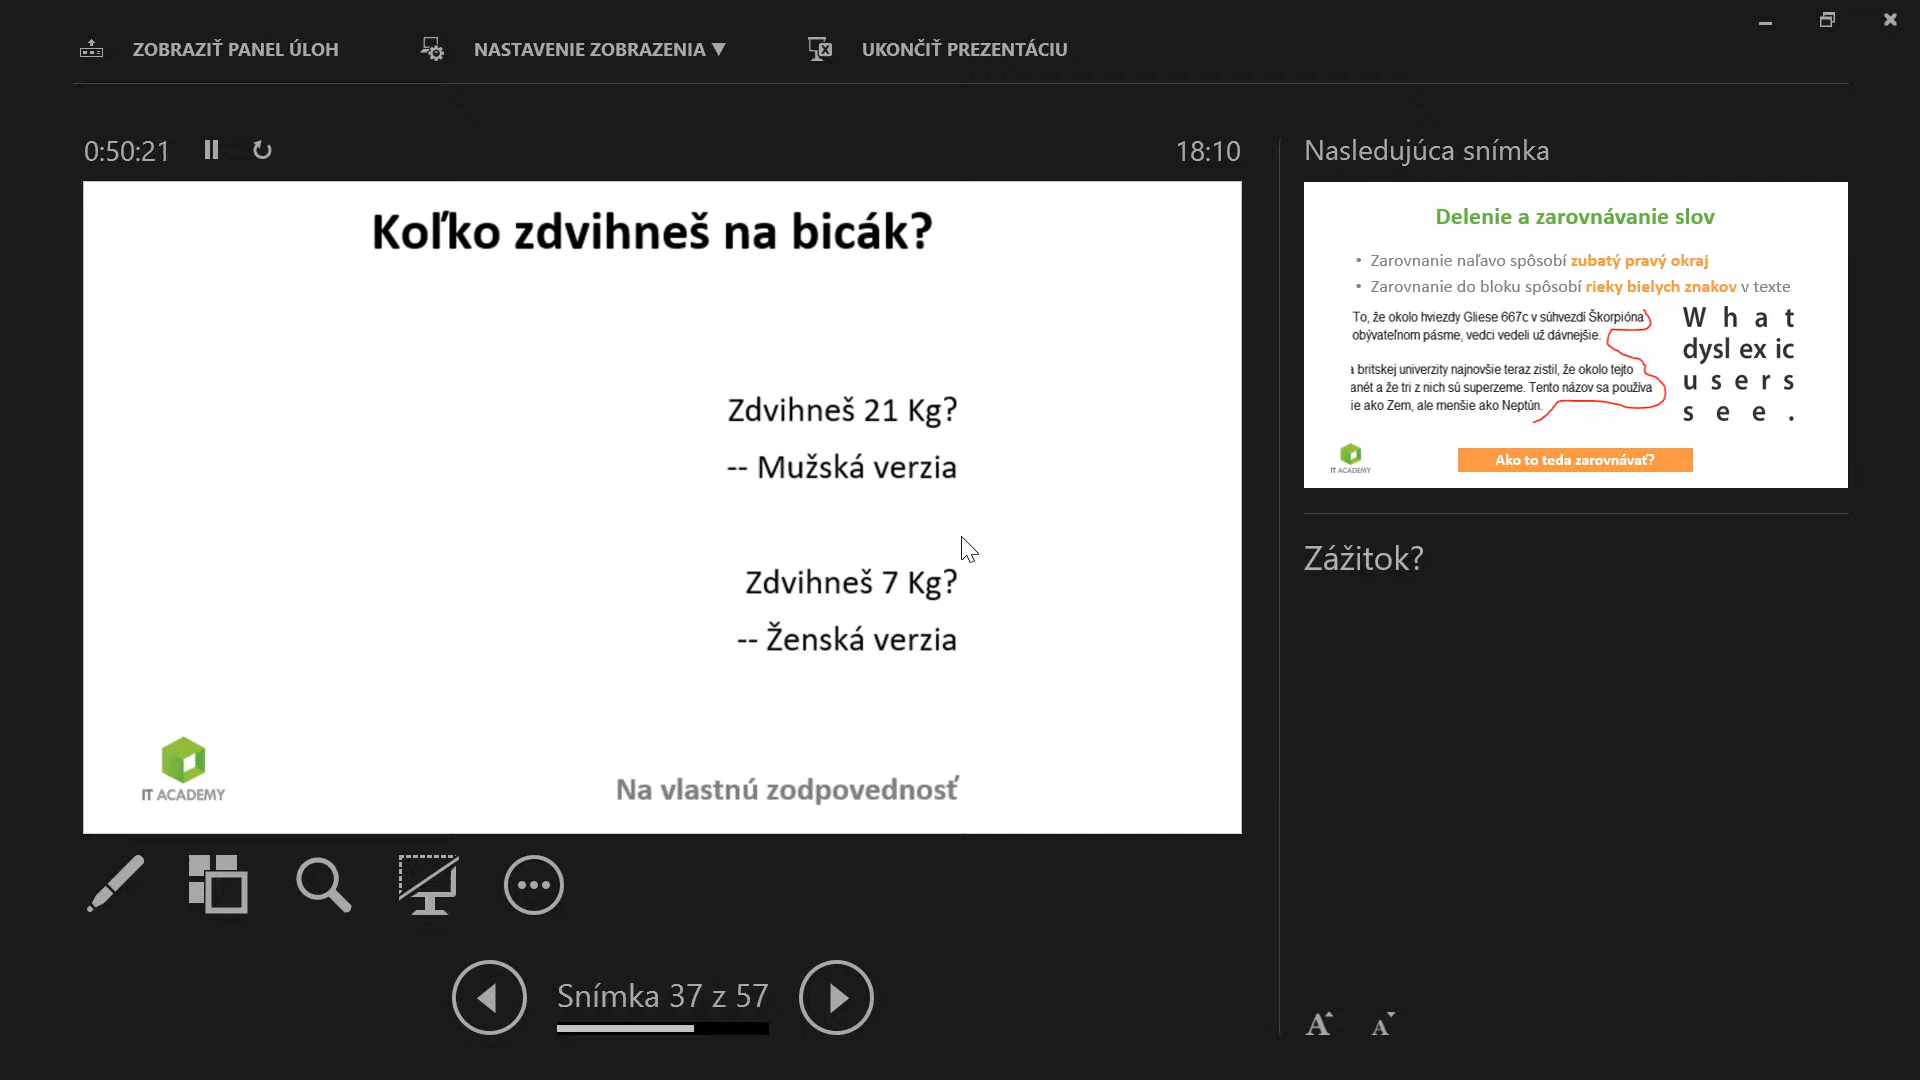 ZOBRAZIŤ PANEL ÚLOH
NASTAVENIE ZOBRAZENIA ▼
UKONČIŤ PREZENTÁCIU
0:50:21
18:10
Koľko zdvihneš na bicák?
Zdvihneš 21 Kg?
-- Mužská verzia
Zdvihneš 7 Kg?
-- Ženská verzia
IT ACADEMY
Na vlastnú zodpovednosť
Snímka 37 z 57
Nasledujúca snímka
Delenie a zarovnávanie slov
• Zarovnanie naľavo spôsobí zubatý pravý okraj
• Zarovnanie do bloku spôsobí rieky bielych znakov v texte
To, že okolo hviezdy Gliese 667c v súhvezdí Škorpióna
obývateľnom pásme, vedci vedeli už dávnejšie.
a britskej univerzity najnovšie teraz zistil, že okolo tejto
anét a že tri z nich sú superzeme. Tento názov sa používa
ie ako Zem, ale menšie ako Neptún.
W h a t
dysl ex ic
u s e r s
s e e .
IT ACADEMY
Ako to teda zarovnávať?
Zážitok?
A A